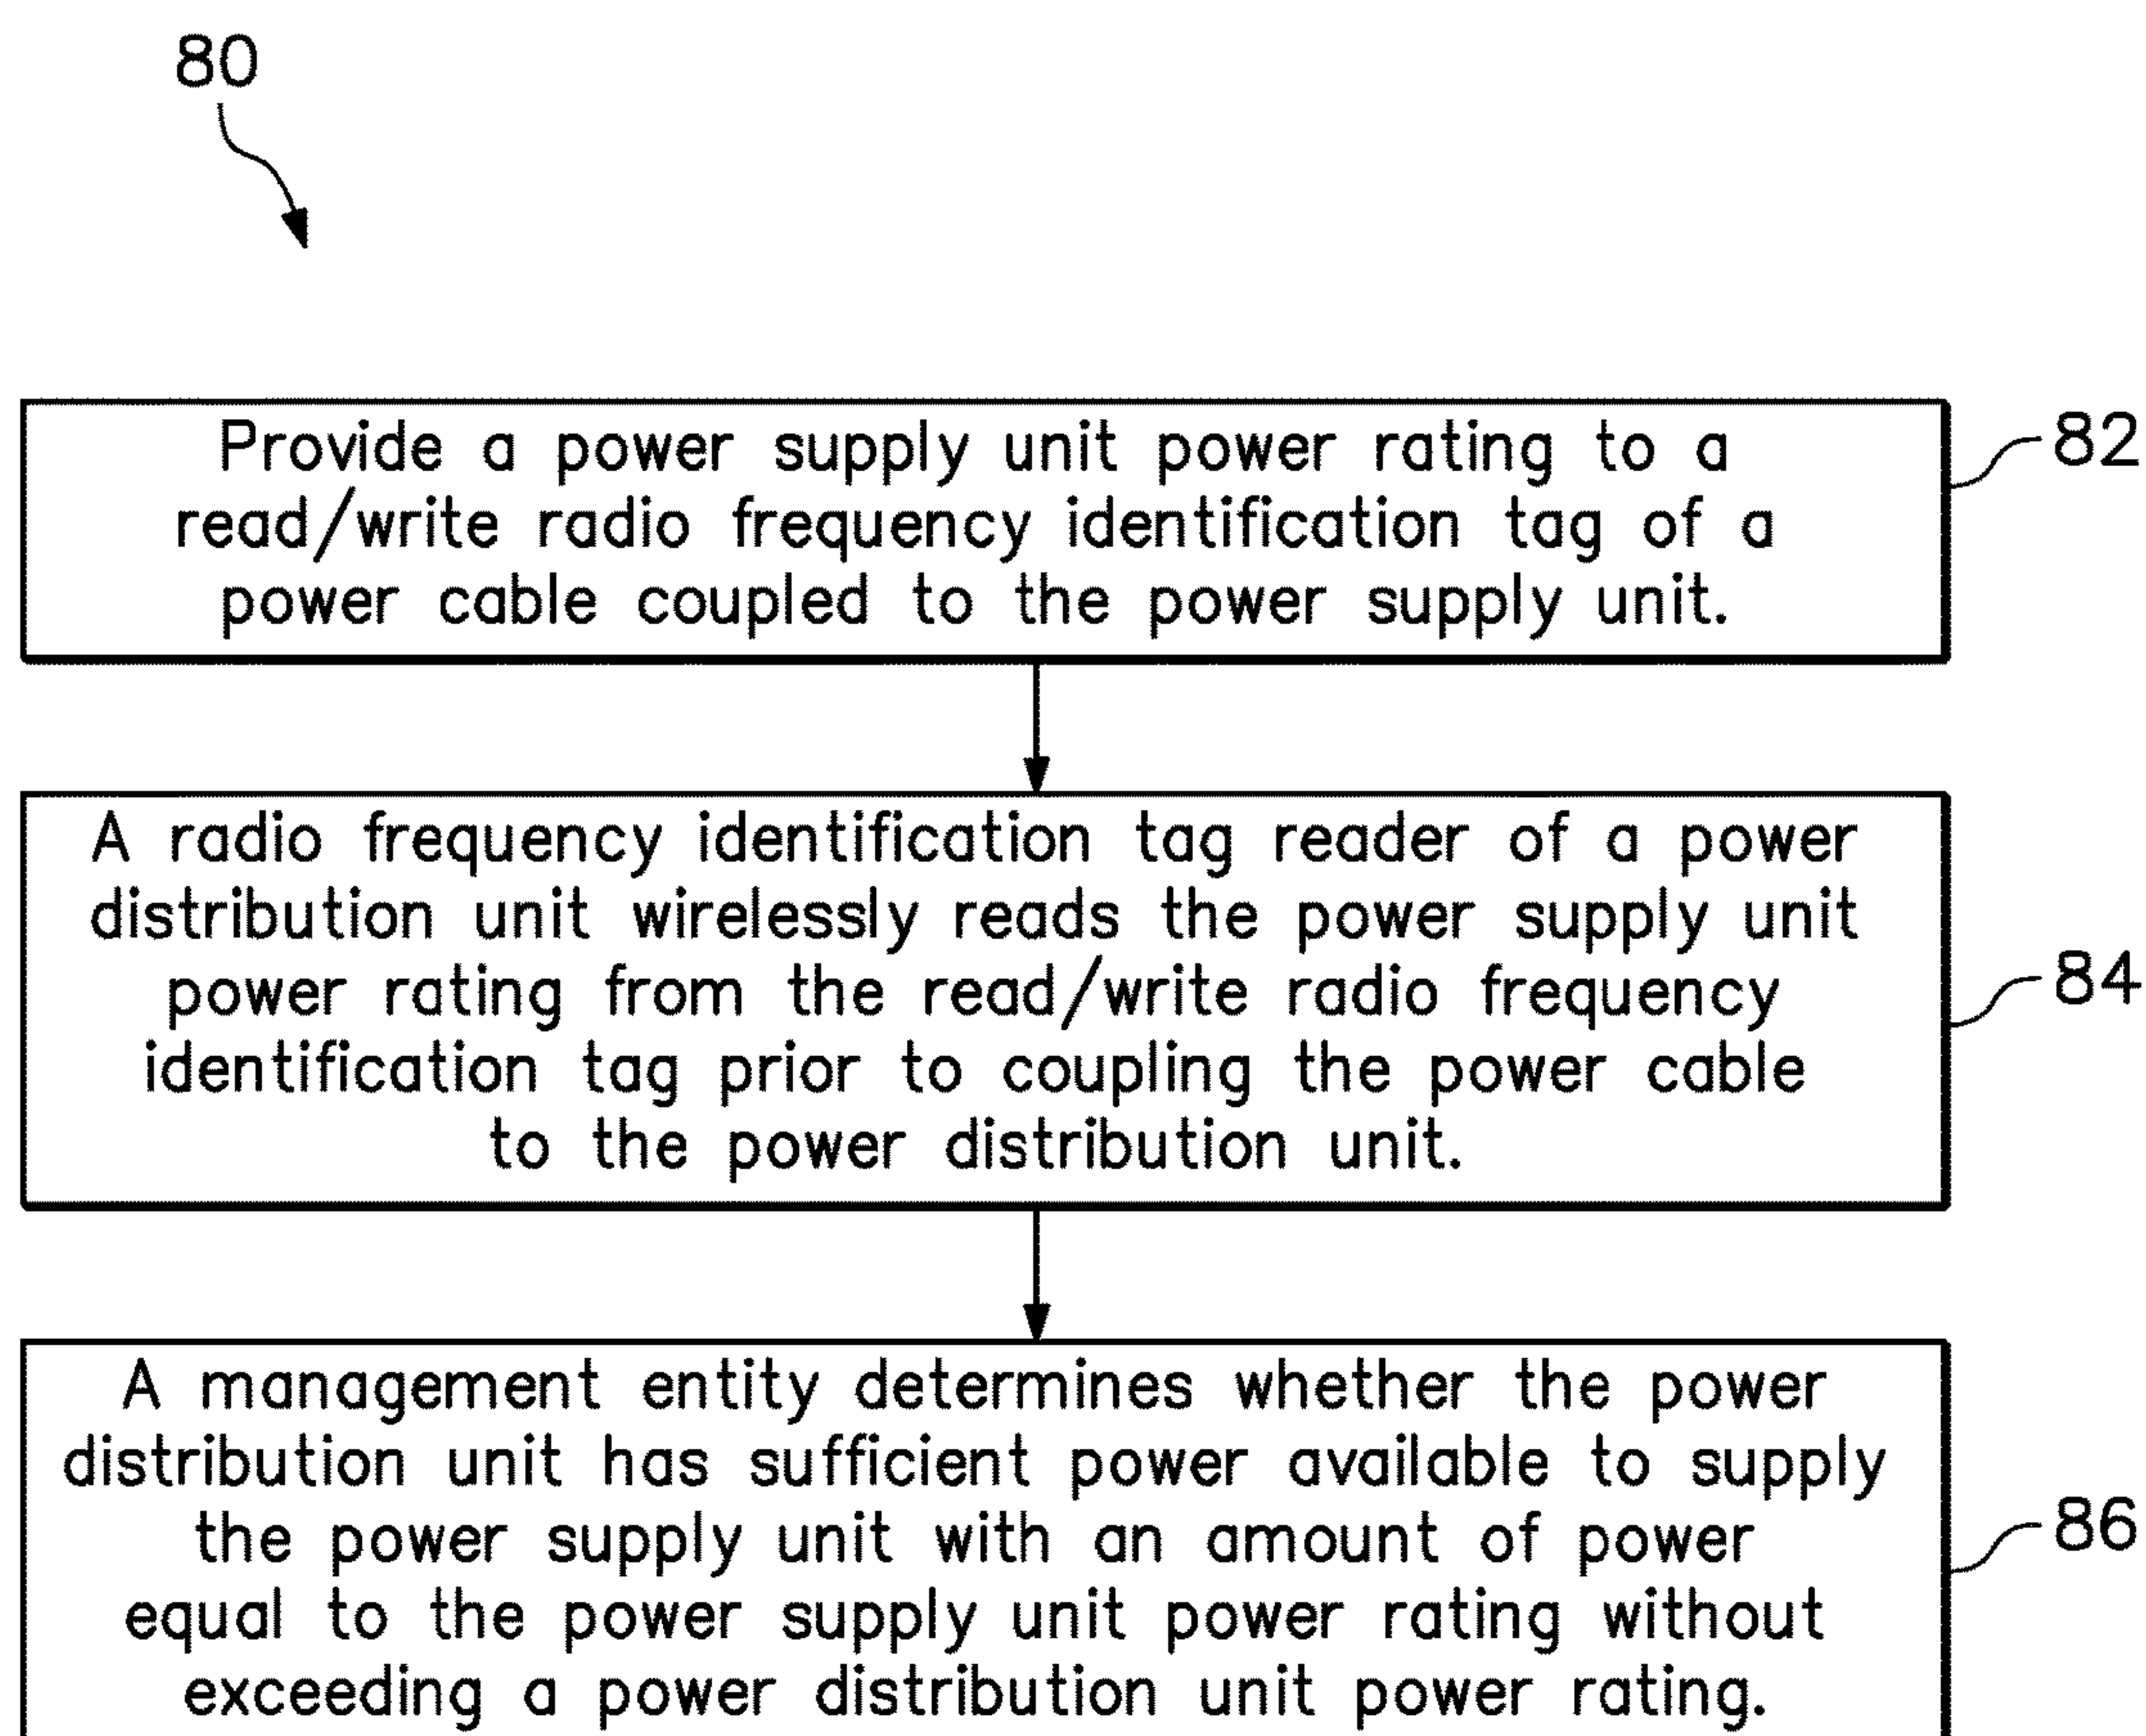 80
Provide a power supply unit power rating to a
read/write radio frequency identification tag of a
power cable coupled to the power supply unit.
82
A radio frequency identification tag reader of a power
distribution unit wirelessly reads the power supply unit
power rating from the read/write radio frequency
identification tag prior to coupling the power cable
to the power distribution unit.
84
A management entity determines whether the power
distribution unit has sufficient power available to supply
the power supply unit with an amount of power
equal to the power supply unit power rating without
exceeding a power distribution unit power rating.
86